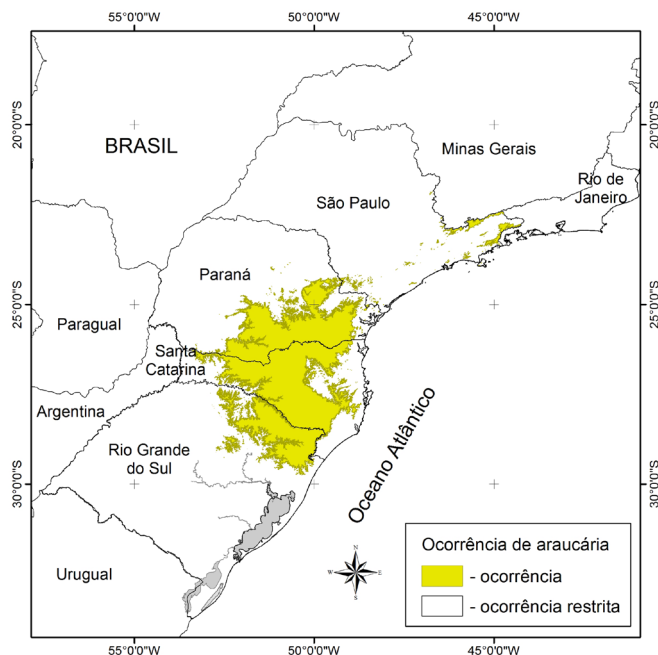 55°0'0"W
50°0'0"W
45°0'0"W
20°0'0"S
20°0'0"S
BRASIL
Minas Gerais
Rio de
Janeiro
São Paulo
Paraná
25°0'0"S
25°0'0"S
Paragual
Santa
Catarina
Argentina
Rio Grande
do Sul
Oceano Atlântico
30°0'0"S
30°0'0"S
Urugual
N
W
E
S
Ocorrência de araucária
- ocorrência
- ocorrência restrita
55°0'0"W
50°0'0"W
45°0'0"W